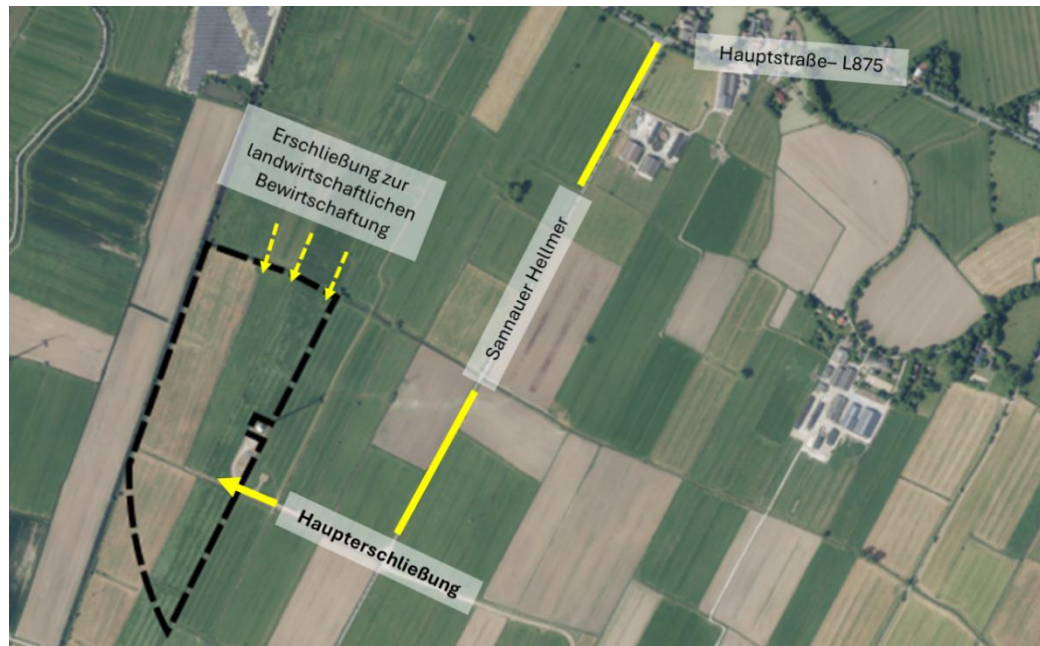 Hauptstraße– L875
Erschließung zur
landwirtschaftlichen
Bewirtschaftung
Sannauer Hellmer
Haupterschließung